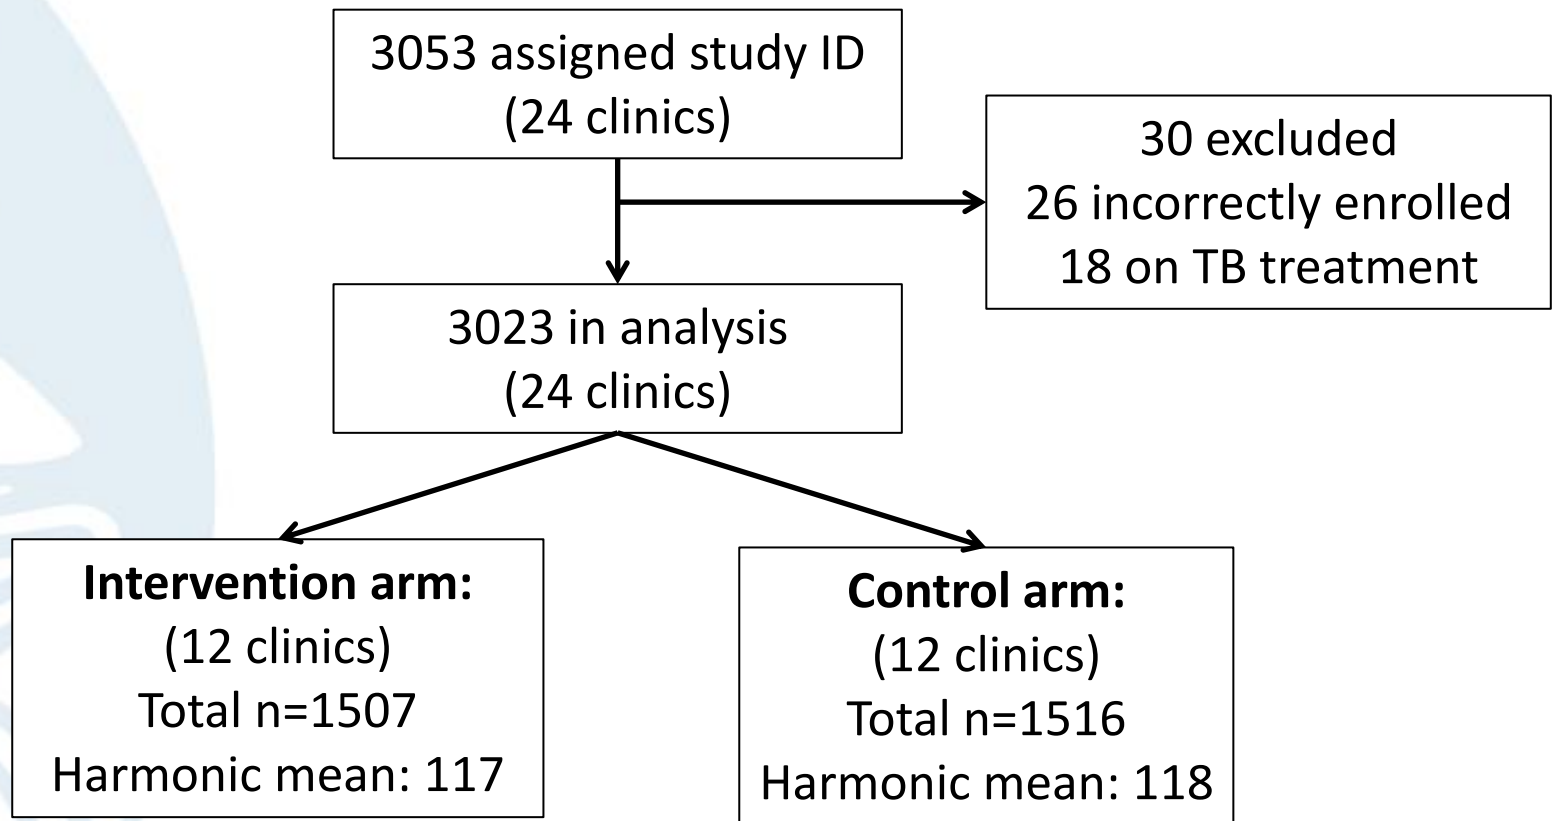 3053 assigned study ID
(24 clinics)
30 excluded
26 incorrectly enrolled
18 on TB treatment
3023 in analysis
(24 clinics)
Intervention arm:
(12 clinics)
Total n=1507
Harmonic mean: 117
Control arm:
(12 clinics)
Total n=1516
Harmonic mean: 118